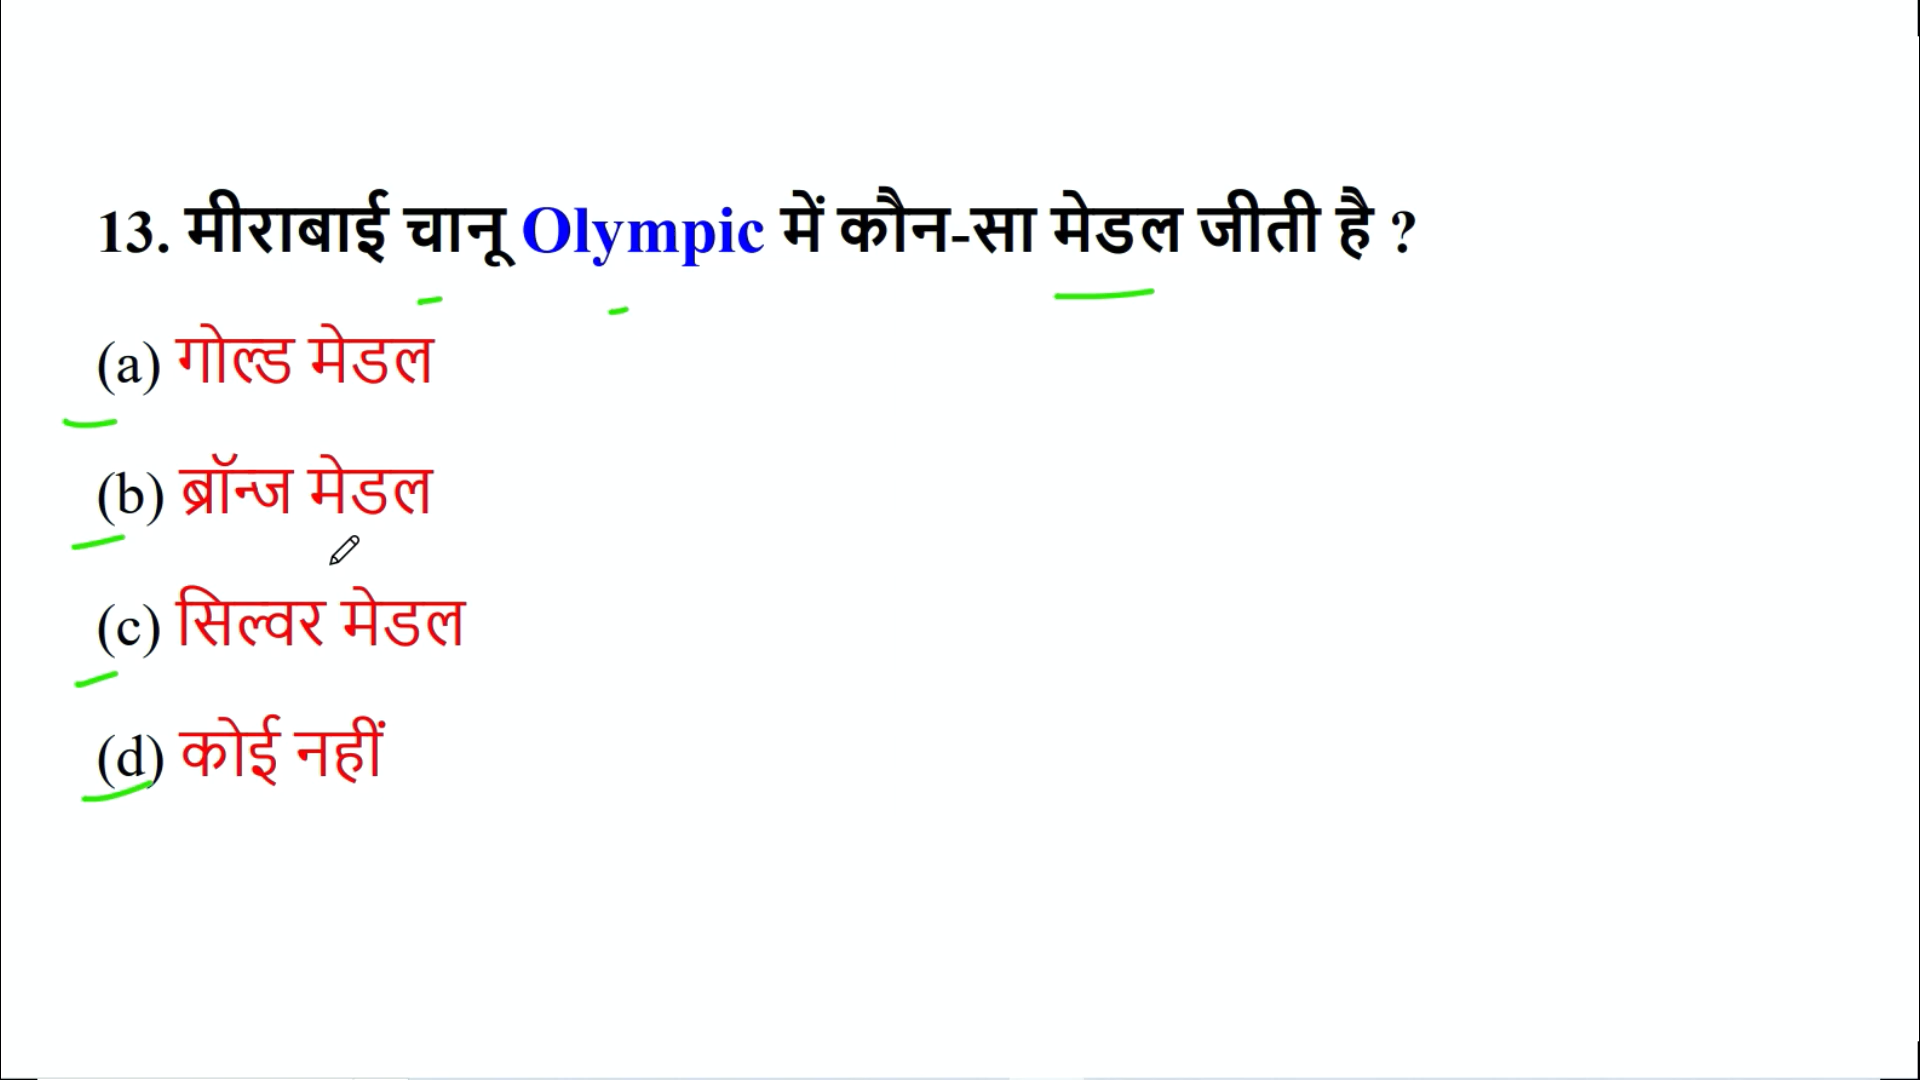 13. मीराबाई चानू Olympic में कौन-सा मेडल जीती है ?
(a) गोल्ड मेडल
(b) ब्रॉन्ज मेडल
(c) सिल्वर मेडल
(d) कोई नहीं